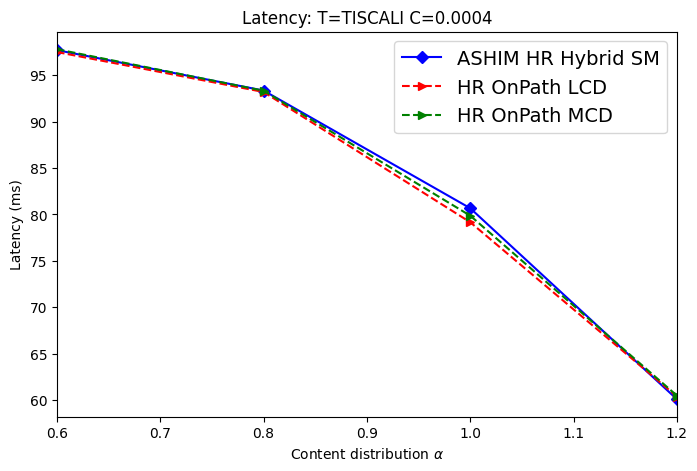 Latency: T=TISCALI C=0.0004
ASHIM HR Hybrid SM
HR OnPath LCD
HR OnPath MCD
Latency (ms)
95
90
85
80
75
70
65
60
0.6 0.7 0.8 0.9 1.0 1.1 1.2
Content distribution α